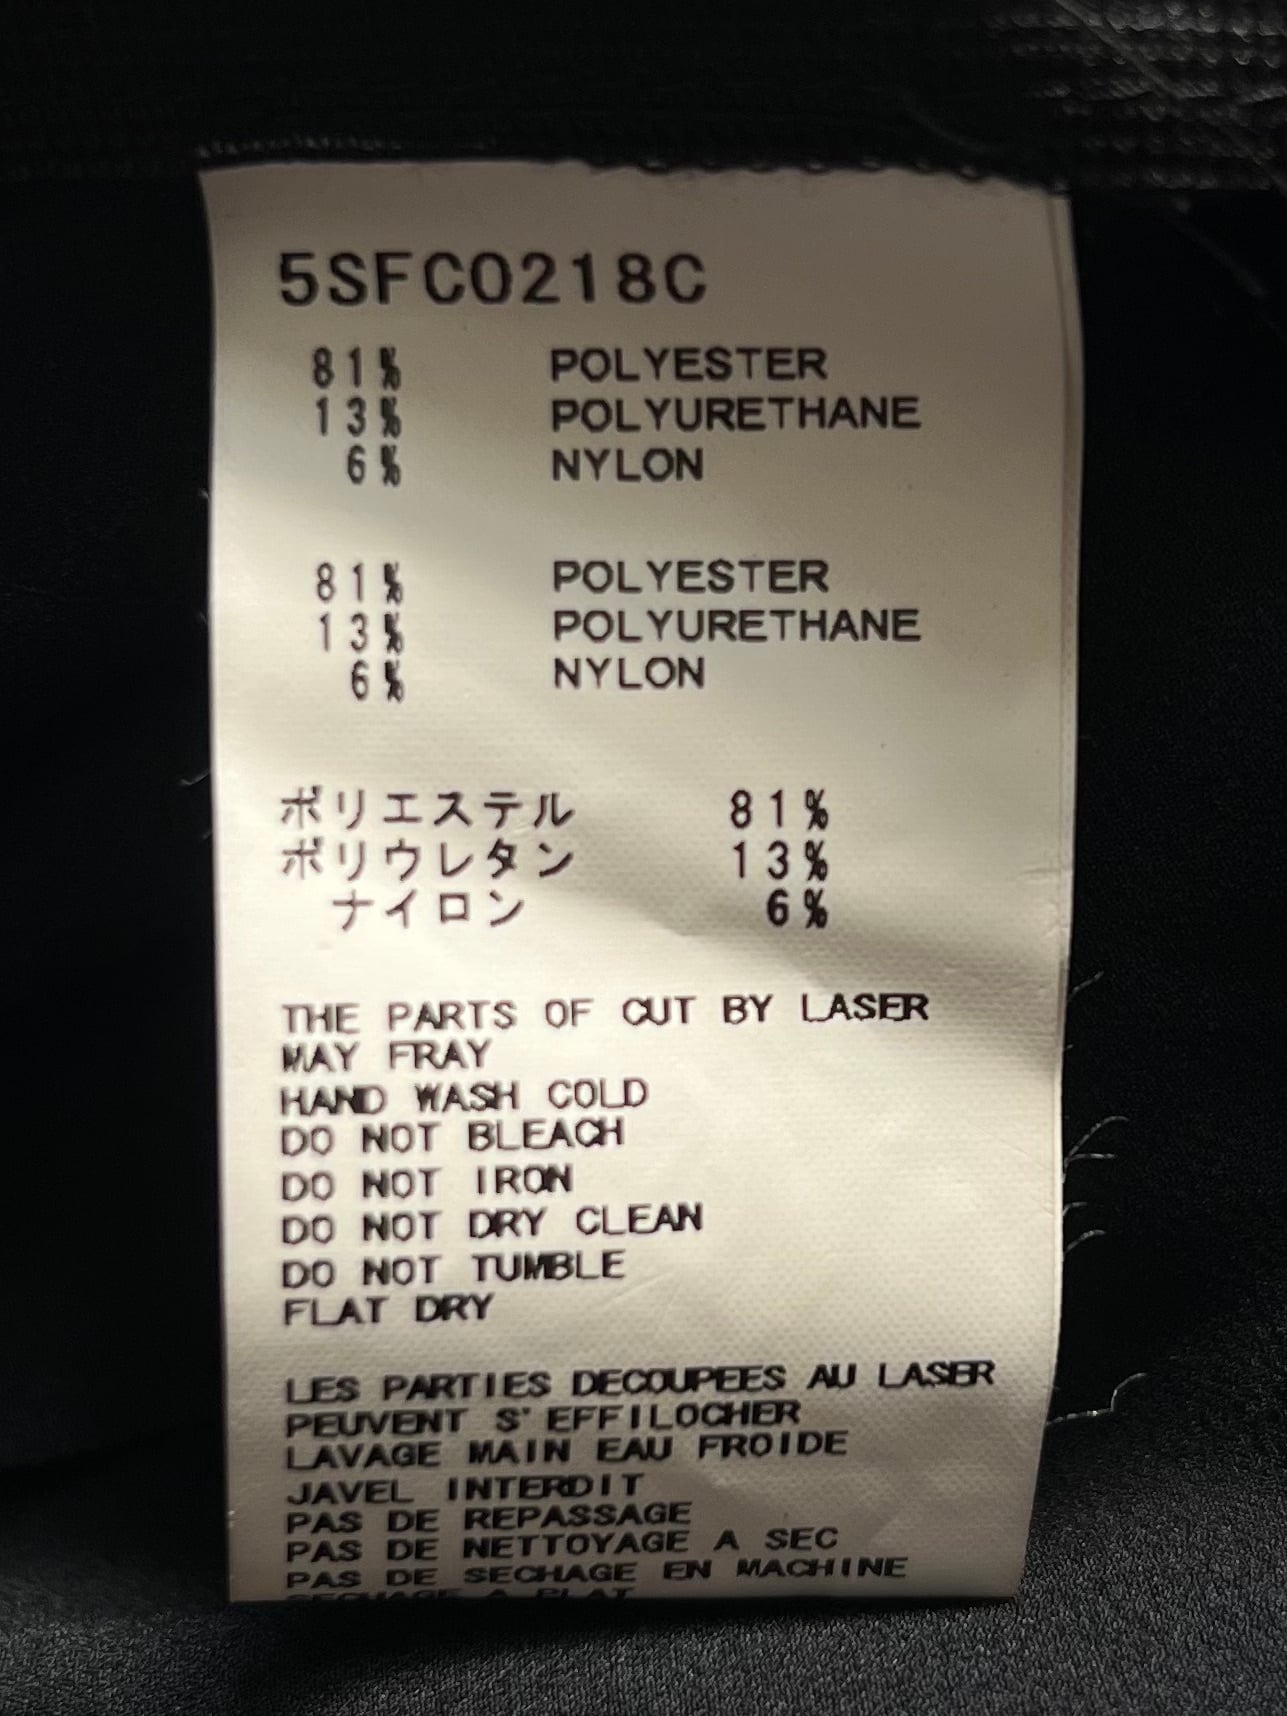 5SFC0218C
81% POLYESTER
13% POLYURETHANE
6% NYLON
81% POLYESTER
13% POLYURETHANE
6% NYLON
ポリエステル 81%
ポリウレタン 13%
ナイロン 6%
THE PARTS OF CUT BY LASER
MAY FRAY
HAND WASH COLD
DO NOT BLEACH
DO NOT IRON
DO NOT DRY CLEAN
DO NOT TUMBLE
FLAT DRY
LES PARTIES DECOUPEES AU LASER
PEUVENT S'EFFILOCHER
LAVAGE MAIN EAU FROIDE
JAVEL INTERDIT
PAS DE REPASSAGE
PAS DE NETTOYAGE A SEC
PAS DE SECHAGE EN MACHINE
SECHAGE A PLAT